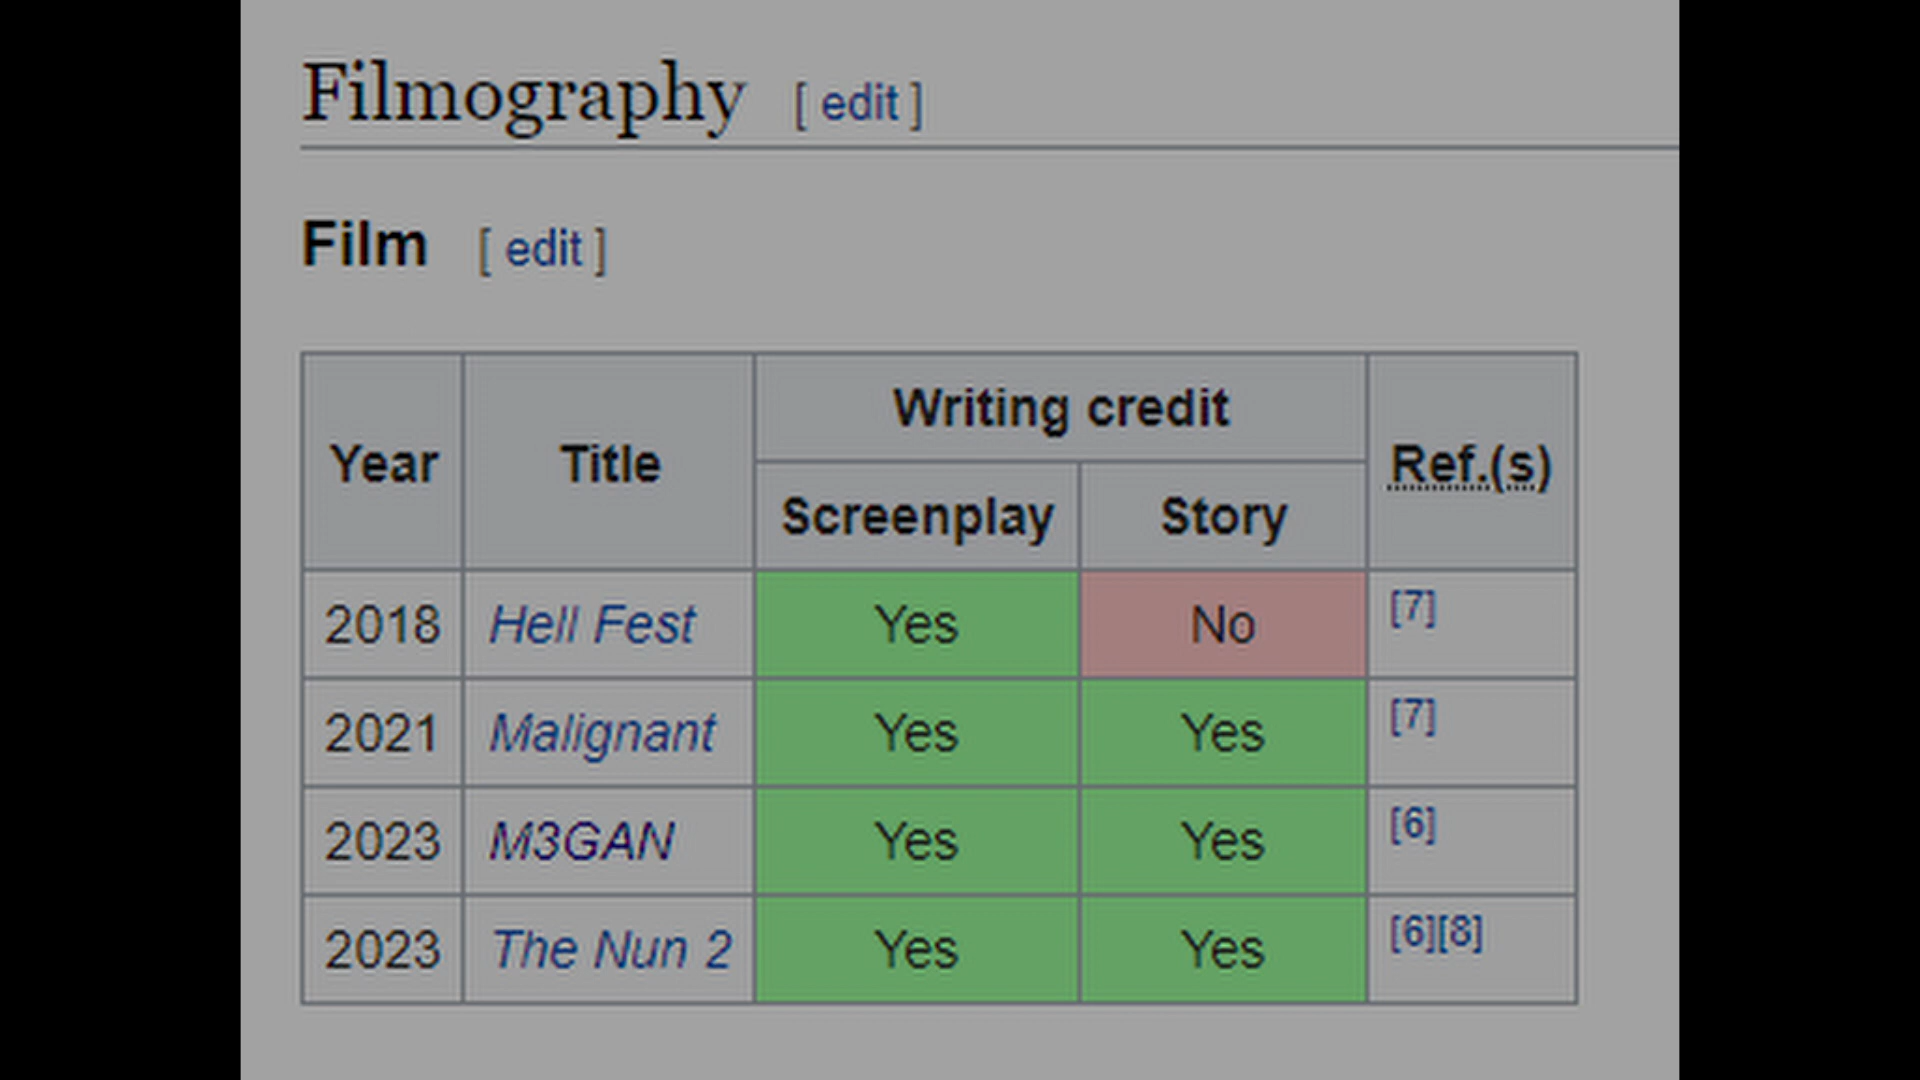 Filmography [ edit ]
Film [ edit ]
Year Title Writing credit Ref.(s)
Screenplay Story
2018 Hell Fest Yes No [7]
2021 Malignant Yes Yes [7]
2023 M3GAN Yes Yes [6]
2023 The Nun 2 Yes Yes [6][8]